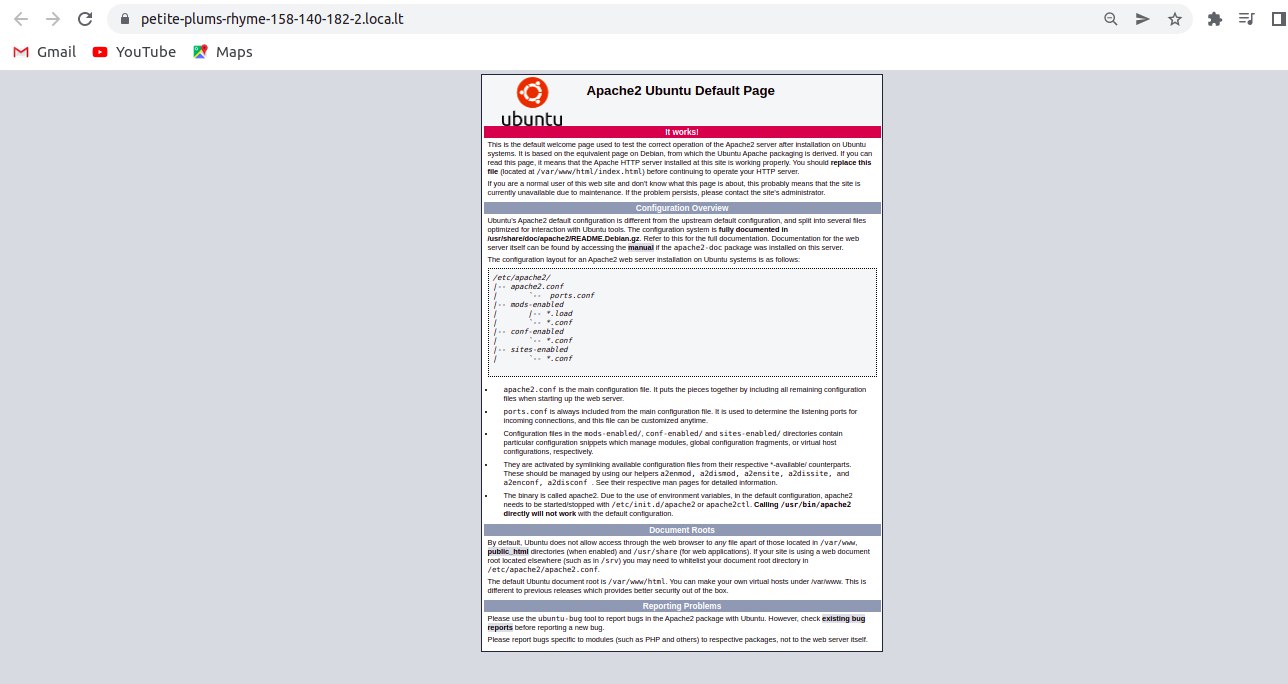 petite-plums-rhyme-158-140-182-2.loca.lt
Gmail YouTube Maps
ubuntu
Apache2 Ubuntu Default Page
It works!
This is the default welcome page used to test the correct operation of the Apache2 server after installation on Ubuntu
systems. It is based on the equivalent page on Debian, from which the Ubuntu Apache packaging is derived. If you can
read this page, it means that the Apache HTTP server installed at this site is working properly. You should replace this
file (located at /var/www/html/index.html) before continuing to operate your HTTP server.
If you are a normal user of this web site and don't know what this page is about, this probably means that the site is
currently unavailable due to maintenance. If the problem persists, please contact the site's administrator.
Configuration Overview
Ubuntu's Apache2 default configuration is different from the upstream default configuration, and split into several files
optimized for interaction with Ubuntu tools. The configuration system is fully documented in
/usr/share/doc/apache2/README.Debian.gz. Refer to this for the full documentation. Documentation for the web
server itself can be found by accessing the manual if the apache2-doc package was installed on this server.
The configuration layout for an Apache2 web server installation on Ubuntu systems is as follows:
/etc/apache2/
|-- apache2.conf
|       `--  ports.conf
|-- mods-enabled
|       |-- *.load
|       `-- *.conf
|-- conf-enabled
|       `-- *.conf
|-- sites-enabled
|       `-- *.conf
• apache2.conf is the main configuration file. It puts the pieces together by including all remaining configuration
files when starting up the web server.
• ports.conf is always included from the main configuration file. It is used to determine the listening ports for
incoming connections, and this file can be customized anytime.
• Configuration files in the mods-enabled/, conf-enabled/ and sites-enabled/ directories contain
particular configuration snippets which manage modules, global configuration fragments, or virtual host
configurations, respectively.
• They are activated by symlinking available configuration files from their respective *-available/ counterparts.
These should be managed by using our helpers a2enmod, a2dismod, a2ensite, a2dissite, and
a2enconf, a2disconf . See their respective man pages for detailed information.
• The binary is called apache2. Due to the use of environment variables, in the default configuration, apache2
needs to be started/stopped with /etc/init.d/apache2 or apache2ctl. Calling /usr/bin/apache2
directly will not work with the default configuration.
Document Roots
By default, Ubuntu does not allow access through the web browser to any file apart of those located in /var/www,
public_html directories (when enabled) and /usr/share (for web applications). If your site is using a web document
root located elsewhere (such as in /srv) you may need to whitelist your document root directory in
/etc/apache2/apache2.conf.
The default Ubuntu document root is /var/www/html. You can make your own virtual hosts under /var/www. This is
different to previous releases which provides better security out of the box.
Reporting Problems
Please use the ubuntu-bug tool to report bugs in the Apache2 package with Ubuntu. However, check existing bug
reports before reporting a new bug.
Please report bugs specific to modules (such as PHP and others) to respective packages, not to the web server itself.